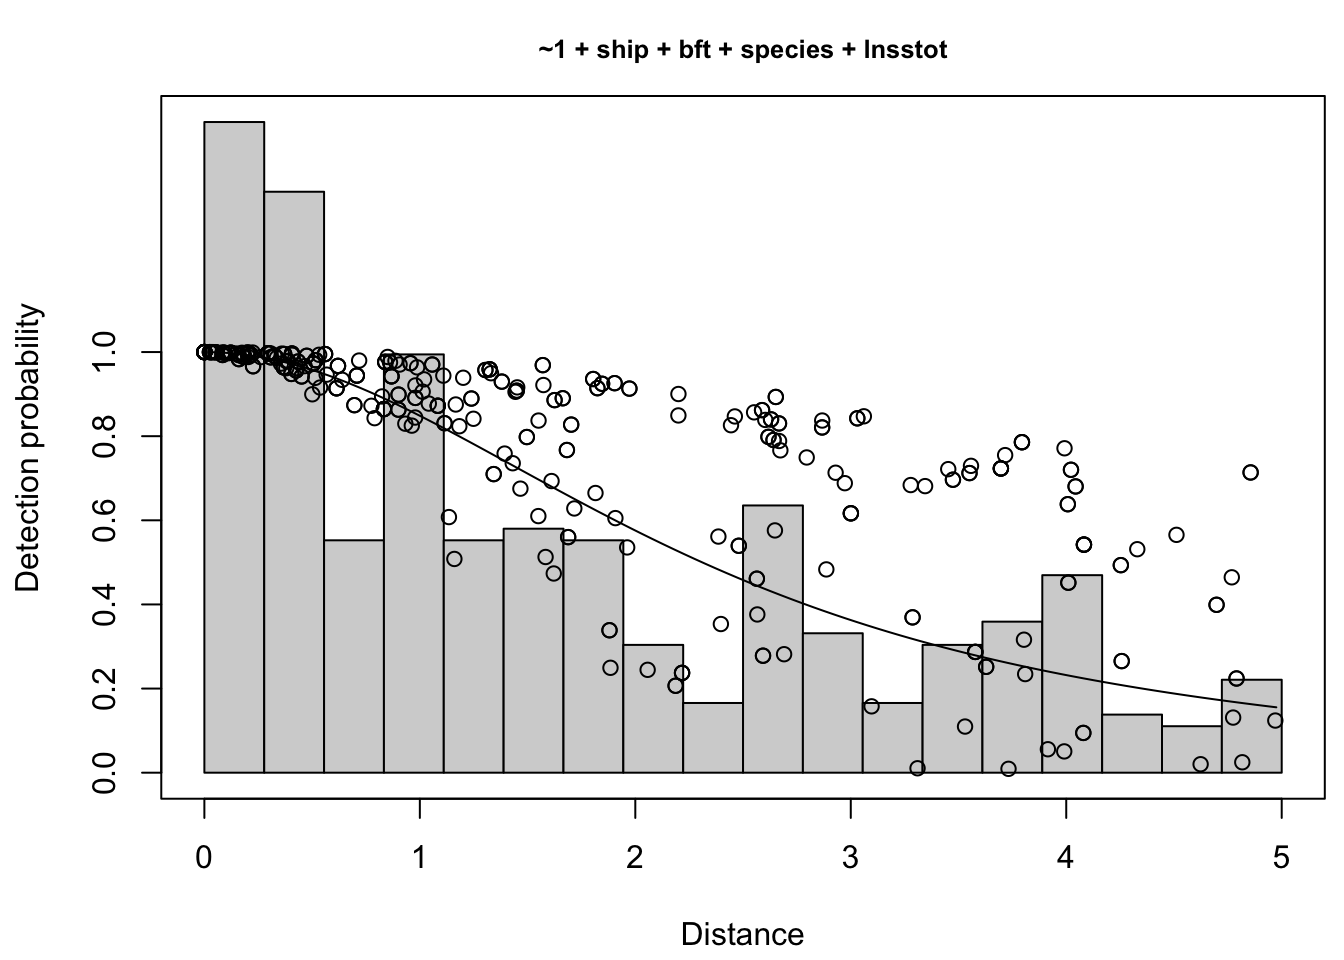 ~1 + ship + bft + species + lnsstot
Detection probability
1.0
0.8
0.6
0.4
0.2
0.0
0 1 2 3 4 5
Distance